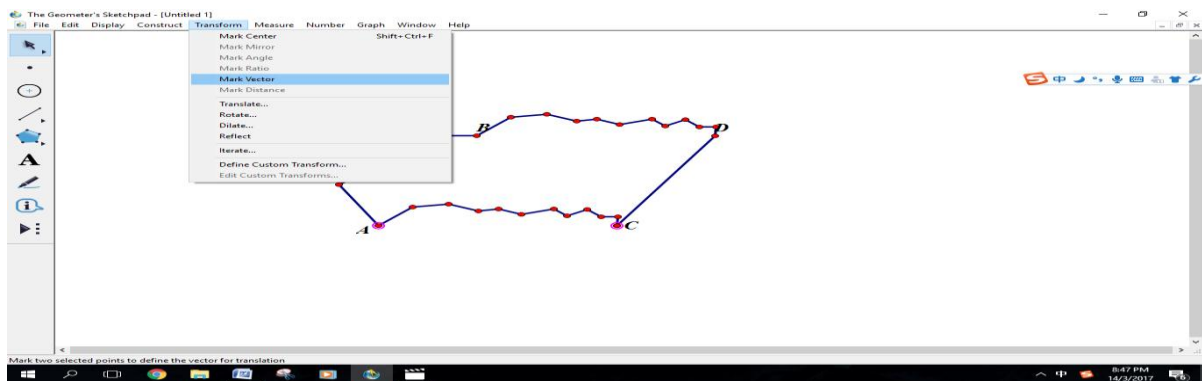 The Geometer's Sketchpad - [Untitled 1]
File Edit Display Construct Transform Measure Number Graph Window Help
Mark Center Shift+Ctrl+F
Mark Mirror
Mark Angle
Mark Ratio
Mark Vector
Mark Distance
Translate...
Rotate...
Dilate...
Reflect
Iterate...
Define Custom Transform...
Edit Custom Transforms...
中
A
B
D
A
C
Mark two selected points to define the vector for translation
中
8:47 PM
14/3/2017